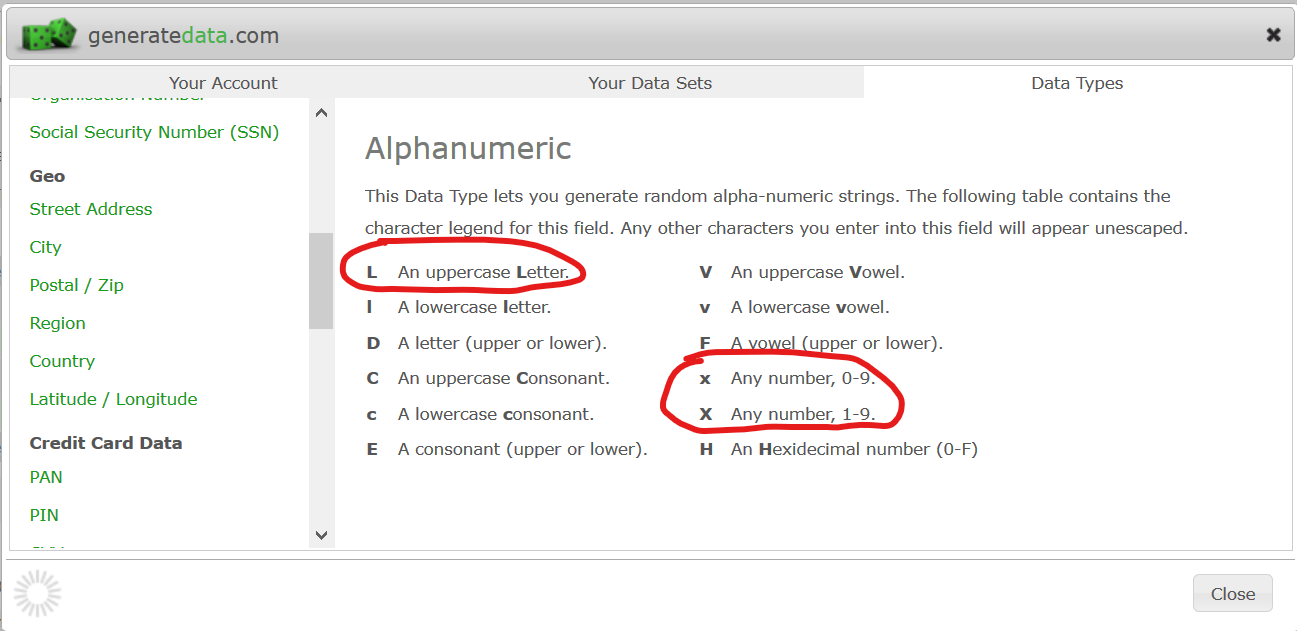 generatedata.com
Your Account
Your Data Sets
Data Types
Organisation Number
Social Security Number (SSN)
Geo
Street Address
City
Postal / Zip
Region
Country
Latitude / Longitude
Credit Card Data
PAN
PIN
Alphanumeric
This Data Type lets you generate random alpha-numeric strings. The following table contains the
character legend for this field. Any other characters you enter into this field will appear unescaped.
L An uppercase Letter.
l A lowercase letter.
D A letter (upper or lower).
C An uppercase Consonant.
c A lowercase consonant.
E A consonant (upper or lower).
V An uppercase Vowel.
v A lowercase vowel.
F A vowel (upper or lower).
x Any number, 0-9.
X Any number, 1-9.
H An Hexidecimal number (0-F)
Close